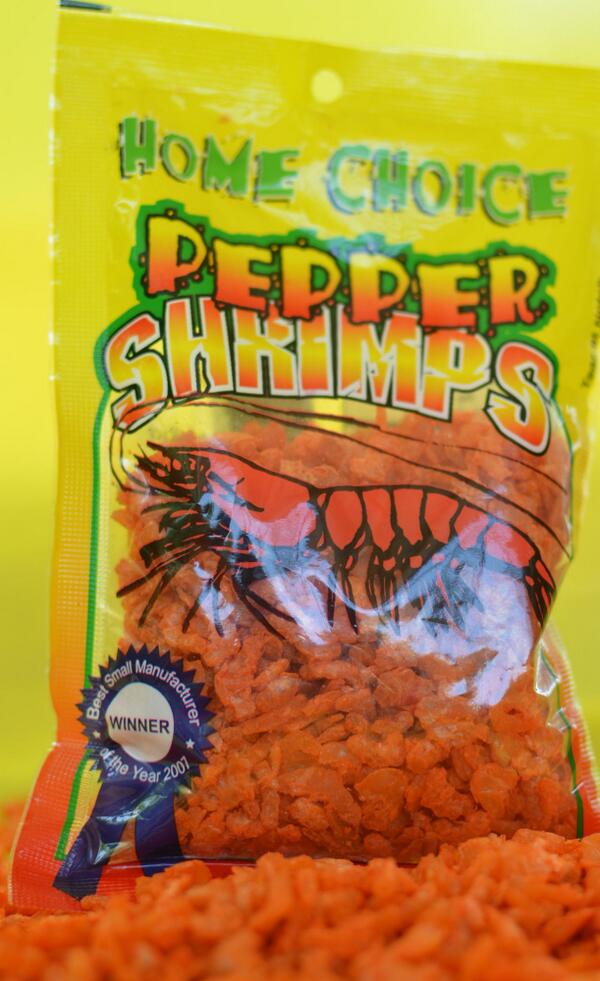 HOME CHOICE
PEPPER
SHRIMPS
Best Small Manufacturer
WINNER
of the Year 2007